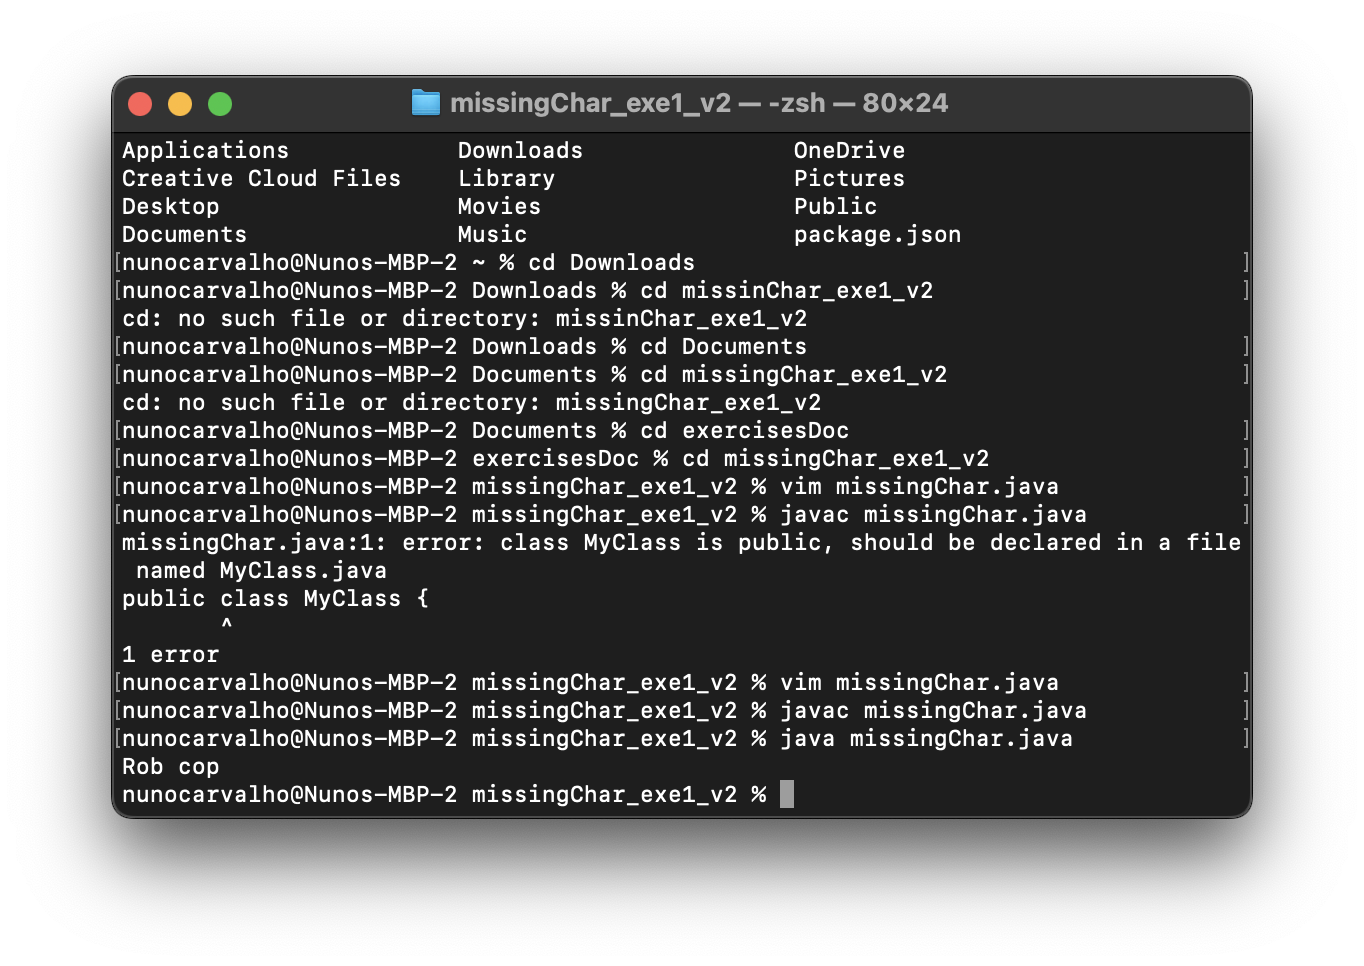 missingChar_exe1_v2 — -zsh — 80×24
Applications Downloads OneDrive
Creative Cloud Files Library Pictures
Desktop Movies Public
Documents Music package.json
[nunocarvalho@Nunos-MBP-2 ~ % cd Downloads ]
[nunocarvalho@Nunos-MBP-2 Downloads % cd missinChar_exe1_v2 ]
cd: no such file or directory: missinChar_exe1_v2
[nunocarvalho@Nunos-MBP-2 Downloads % cd Documents ]
[nunocarvalho@Nunos-MBP-2 Documents % cd missingChar_exe1_v2 ]
cd: no such file or directory: missingChar_exe1_v2
[nunocarvalho@Nunos-MBP-2 Documents % cd exercisesDoc ]
[nunocarvalho@Nunos-MBP-2 exercisesDoc % cd missingChar_exe1_v2 ]
[nunocarvalho@Nunos-MBP-2 missingChar_exe1_v2 % vim missingChar.java ]
[nunocarvalho@Nunos-MBP-2 missingChar_exe1_v2 % javac missingChar.java ]
missingChar.java:1: error: class MyClass is public, should be declared in a file
 named MyClass.java
public class MyClass {
       ^
1 error
[nunocarvalho@Nunos-MBP-2 missingChar_exe1_v2 % vim missingChar.java ]
[nunocarvalho@Nunos-MBP-2 missingChar_exe1_v2 % javac missingChar.java ]
[nunocarvalho@Nunos-MBP-2 missingChar_exe1_v2 % java missingChar.java ]
Rob cop
nunocarvalho@Nunos-MBP-2 missingChar_exe1_v2 %